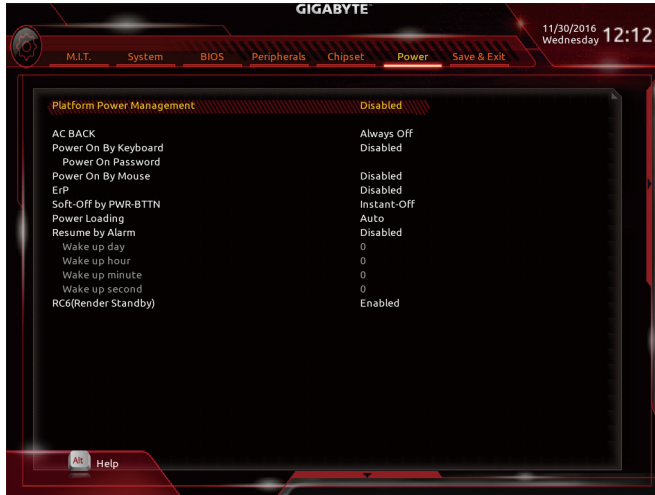 GIGABYTE™
11/30/2016
Wednesday 12:12
M.I.T. System BIOS Peripherals Chipset Power Save & Exit
Platform Power Management Disabled
AC BACK Always Off
Power On By Keyboard Disabled
Power On Password
Power On By Mouse Disabled
ErP Disabled
Soft-Off by PWR-BTTN Instant-Off
Power Loading Auto
Resume by Alarm Disabled
Wake up day 0
Wake up hour 0
Wake up minute 0
Wake up second 0
RC6(Render Standby) Enabled
Alt Help